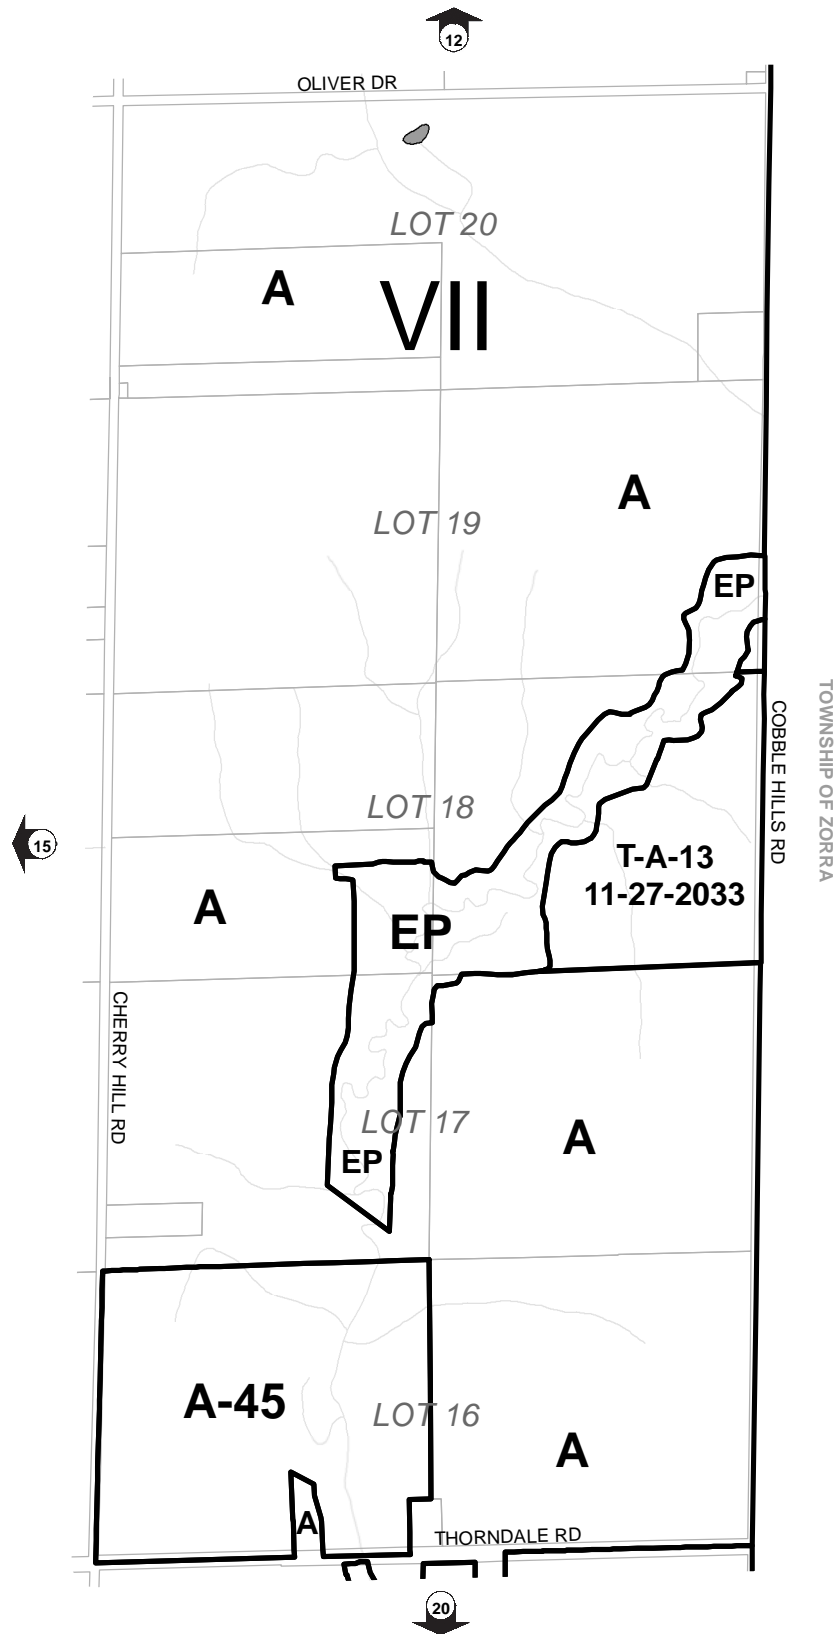 12
OLIVER DR
LOT 20
A
VII
A
LOT 19
EP
TOWNSHIP OF ZORRA
COBBLE HILLS RD
LOT 18
15
T-A-13
11-27-2033
A
EP
CHERRY HILL RD
LOT 17
A
EP
A-45
LOT 16
A
A
THORNDALE RD
20